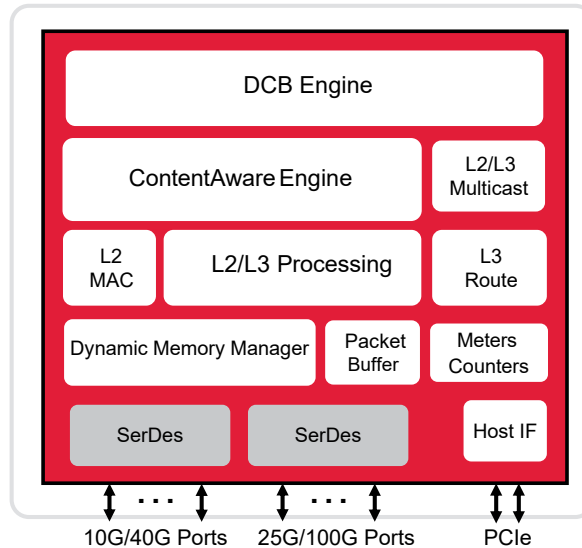 DCB Engine
ContentAware Engine
L2/L3
Multicast
L2
MAC
L2/L3 Processing
L3
Route
Dynamic Memory Manager
Packet
Buffer
Meters
Counters
SerDes
SerDes
Host IF
10G/40G Ports
25G/100G Ports
PCIe